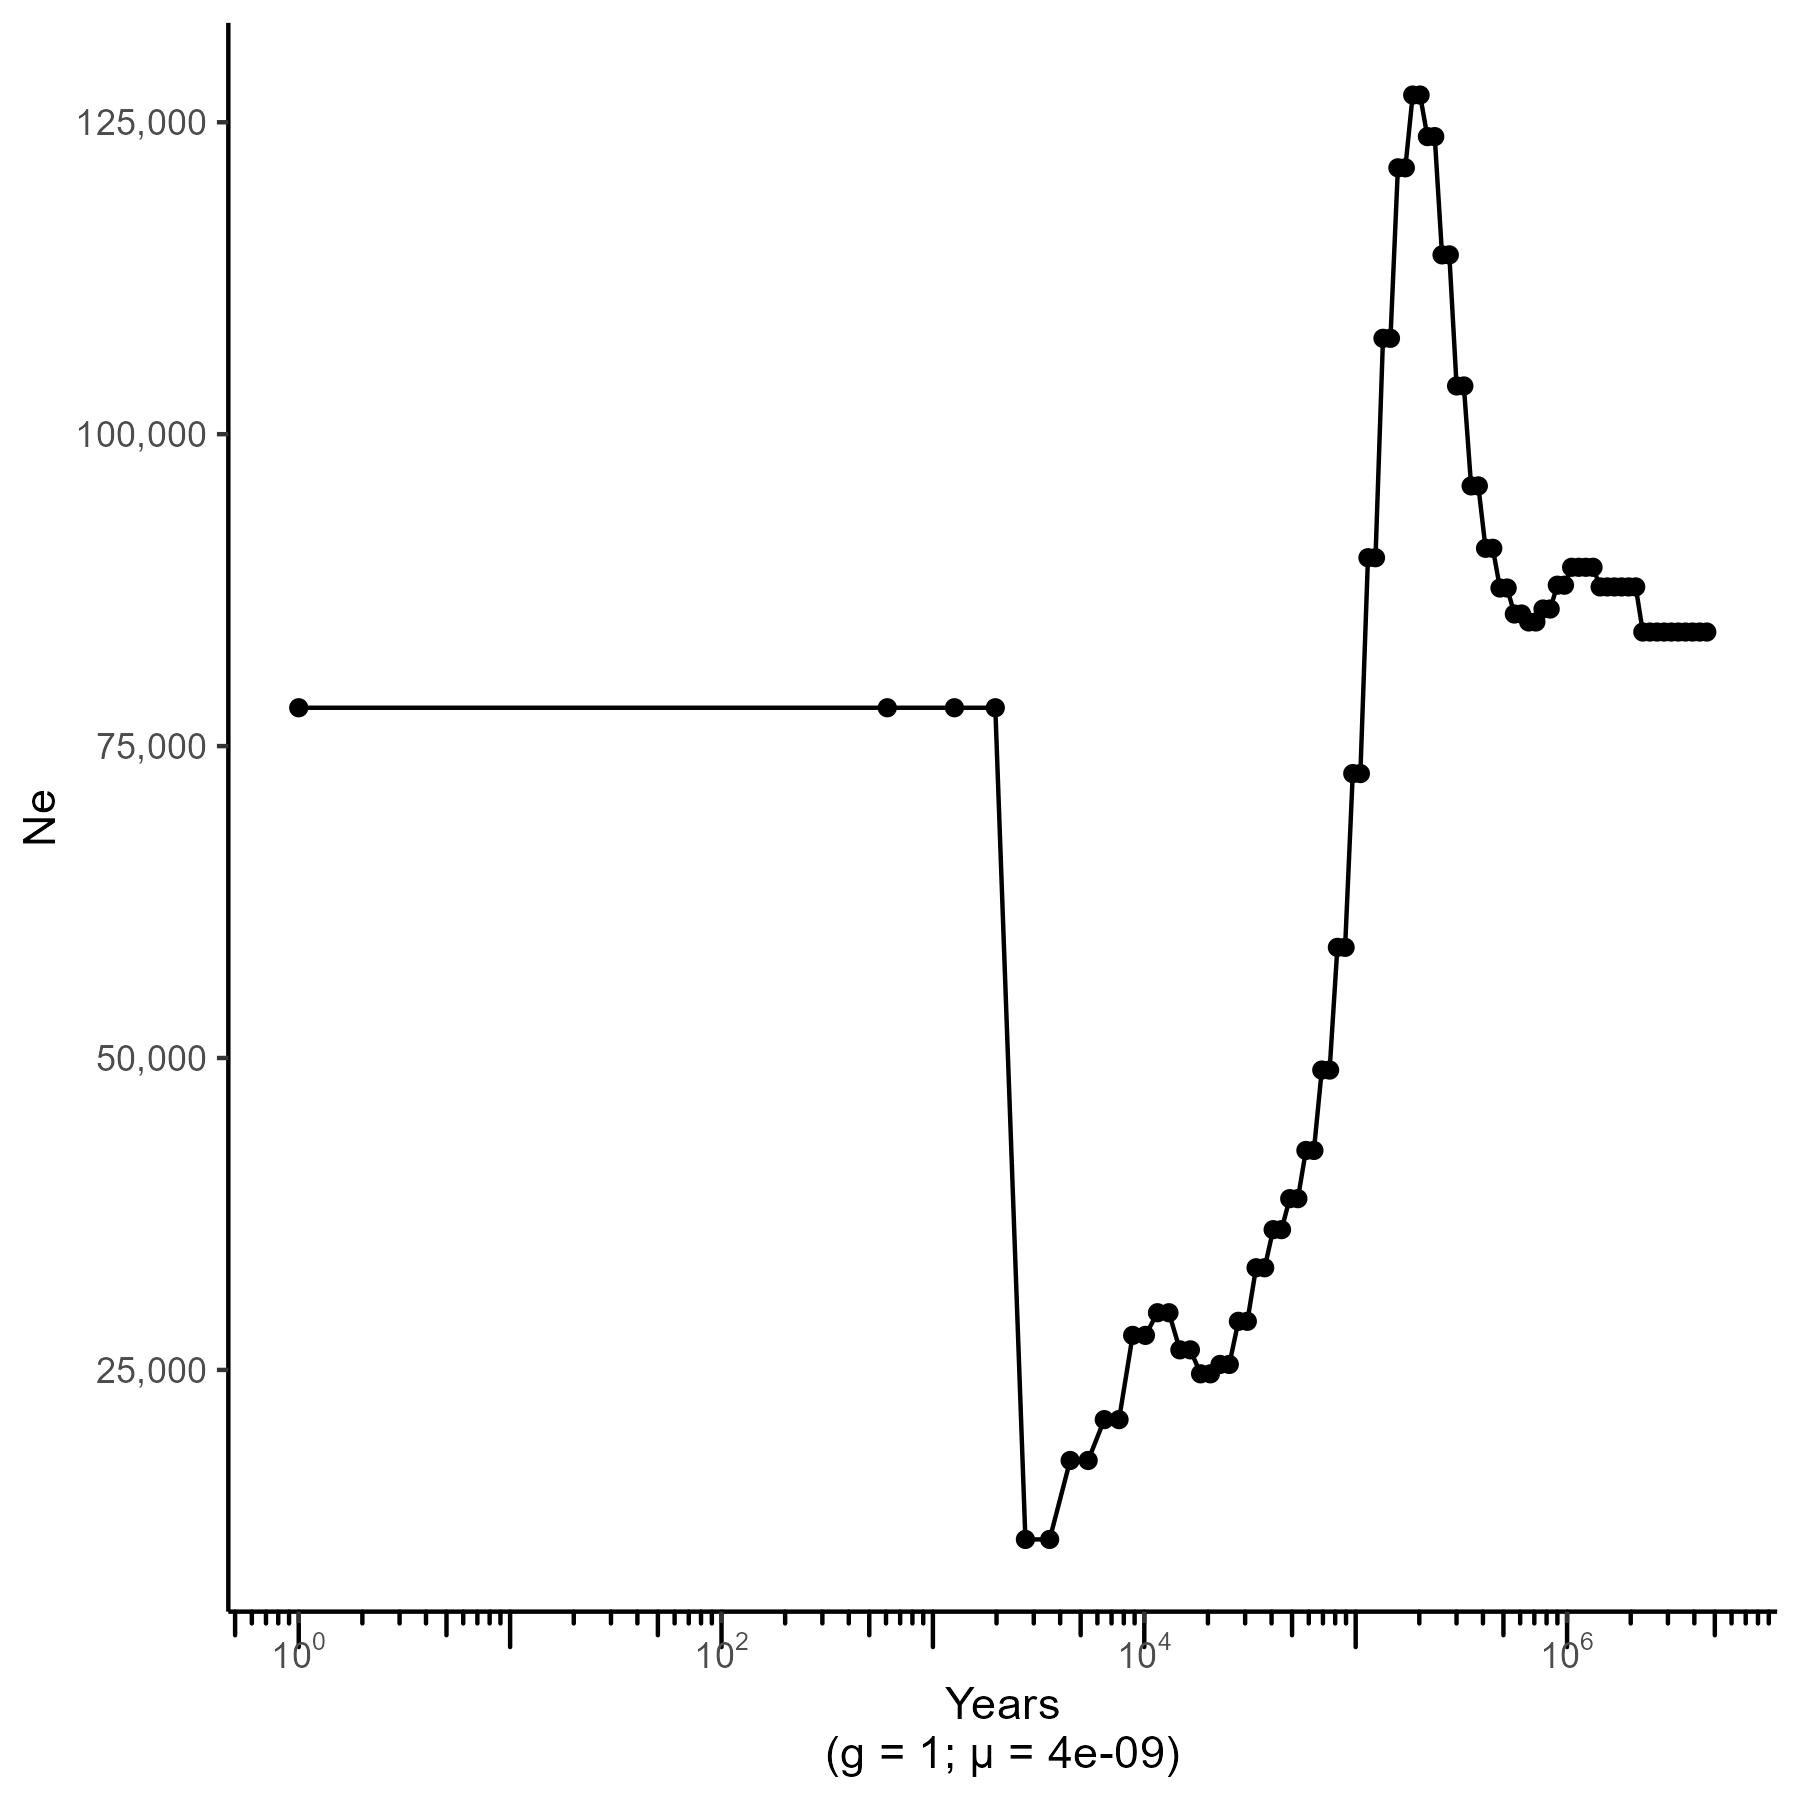 125,000
100,000
75,000
50,000
25,000
Ne
10⁰ 10² 10⁴ 10⁶
Years
(g = 1; µ = 4e-09)